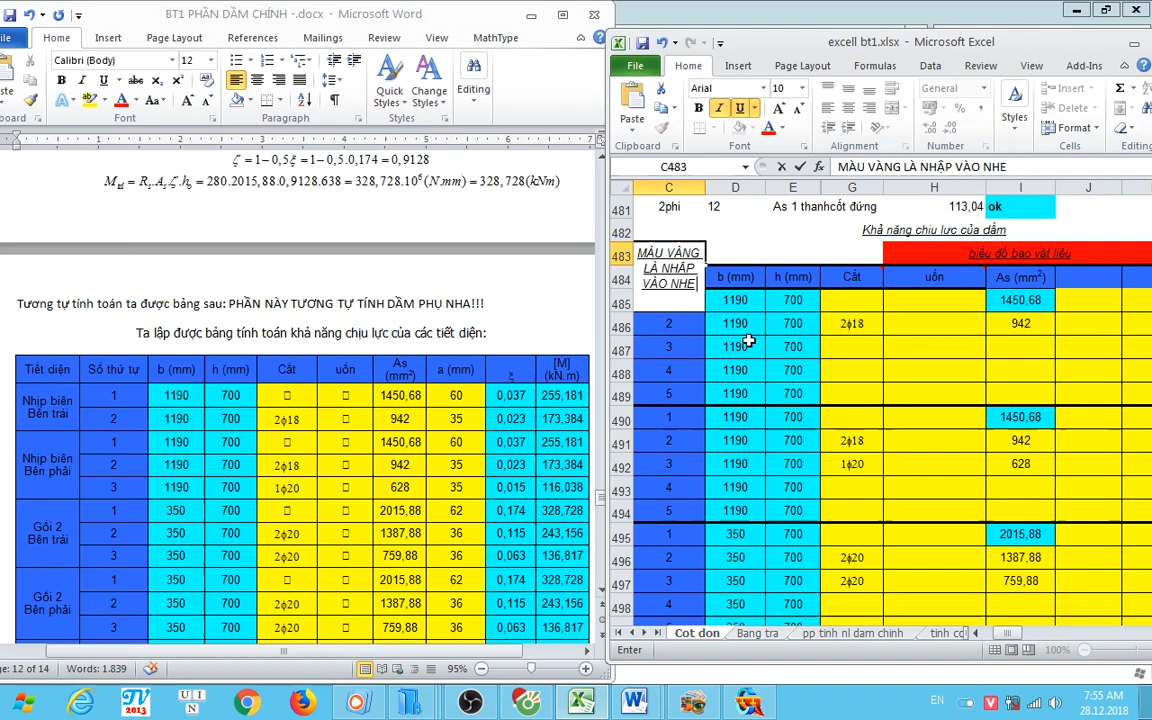 BT1 PHẦN DẦM CHÍNH -.docx - Microsoft Word
File Home Insert Page Layout References Mailings Review View MathType
Calibri (Body) 12
B I U abc x₂ x²
Aa A A
Quick Styles Change Styles Editing
Font Paragraph Styles
1 2 3 4 5 6 7
ζ = 1 − 0,5ξ = 1 − 0,5.0,174 = 0,9128
= 280.2015,88.0,9128.638 = 328,728.10⁶ (N.mm) = 328,728(kNm)
Tương tự tính toán ta được bảng sau: PHẦN NÀY TƯƠNG TỰ TÍNH DẦM PHỤ NHA!!!
Ta lập được bảng tính toán khả năng chịu lực của các tiết diện:
Tiết diện Số thứ tự b (mm) h (mm) Cắt uốn As (mm²) a (mm) ξ [M] (kN.m)
Nhịp biên Bên trái
1 1190 700 □ □ 1450,68 60 0,037 255,181
2 1190 700 2ϕ18 □ 942 35 0,023 173,384
Nhịp biên Bên phải
1 1190 700 □ □ 1450,68 60 0,037 255,181
2 1190 700 2ϕ18 □ 942 35 0,023 173,384
3 1190 700 1ϕ20 □ 628 35 0,015 116,038
Gối 2 Bên trái
1 350 700 □ □ 2015,88 62 0,174 328,728
2 350 700 2ϕ20 □ 1387,88 36 0,115 243,156
3 350 700 2ϕ20 □ 759,88 36 0,063 136,817
Gối 2 Bên phải
1 350 700 □ □ 2015,88 62 0,174 328,728
2 350 700 2ϕ20 □ 1387,88 36 0,115 243,156
3 350 700 2ϕ20 □ 759,88 36 0,063 136,817
Page: 12 of 14 Words: 1.839 95%
excell bt1.xlsx - Microsoft Excel
File Home Insert Page Layout Formulas Data Review View Add-Ins
Paste Arial 10 General Styles Insert Delete Format
B I U
Clipboard Font Alignment Number Cells
C483 fx MÀU VÀNG LÀ NHẬP VÀO NHE
C D E G H I J
481 2phi 12 As 1 thanhcốt đứng 113,04 ok
482 Khả năng chịu lực của dầm
483 MÀU VÀNG LÀ NHẬP VÀO NHE biểu đồ bao vật liệu
484 b (mm) h (mm) Cắt uốn As (mm²)
485 1190 700 1450,68
486 2 1190 700 2ϕ18 942
487 3 1190 700
488 4 1190 700
489 5 1190 700
490 1 1190 700 1450,68
491 2 1190 700 2ϕ18 942
492 3 1190 700 1ϕ20 628
493 4 1190 700
494 5 1190 700
495 1 350 700 2015,88
496 2 350 700 2ϕ20 1387,88
497 3 350 700 2ϕ20 759,88
498 4 350 700
Cot don Bang tra pp tinh nl dam chinh
Enter 100%
TV 2013 UI N EN V 7:55 AM
28.12.2018